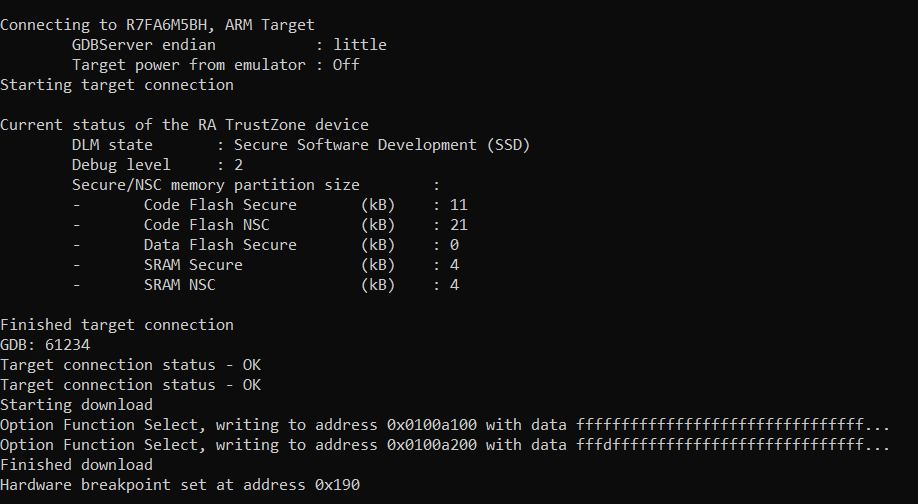 Connecting to R7FA6M5BH, ARM Target
GDBServer endian : little
Target power from emulator : Off
Starting target connection
Current status of the RA TrustZone device
DLM state : Secure Software Development (SSD)
Debug level : 2
Secure/NSC memory partition size :
- Code Flash Secure (kB) : 11
- Code Flash NSC (kB) : 21
- Data Flash Secure (kB) : 0
- SRAM Secure (kB) : 4
- SRAM NSC (kB) : 4
Finished target connection
GDB: 61234
Target connection status - OK
Target connection status - OK
Starting download
Option Function Select, writing to address 0x0100a100 with data ffffffffffffffffffffffffffffffff...
Option Function Select, writing to address 0x0100a200 with data fffdffffffffffffffffffffffffffff...
Finished download
Hardware breakpoint set at address 0x190